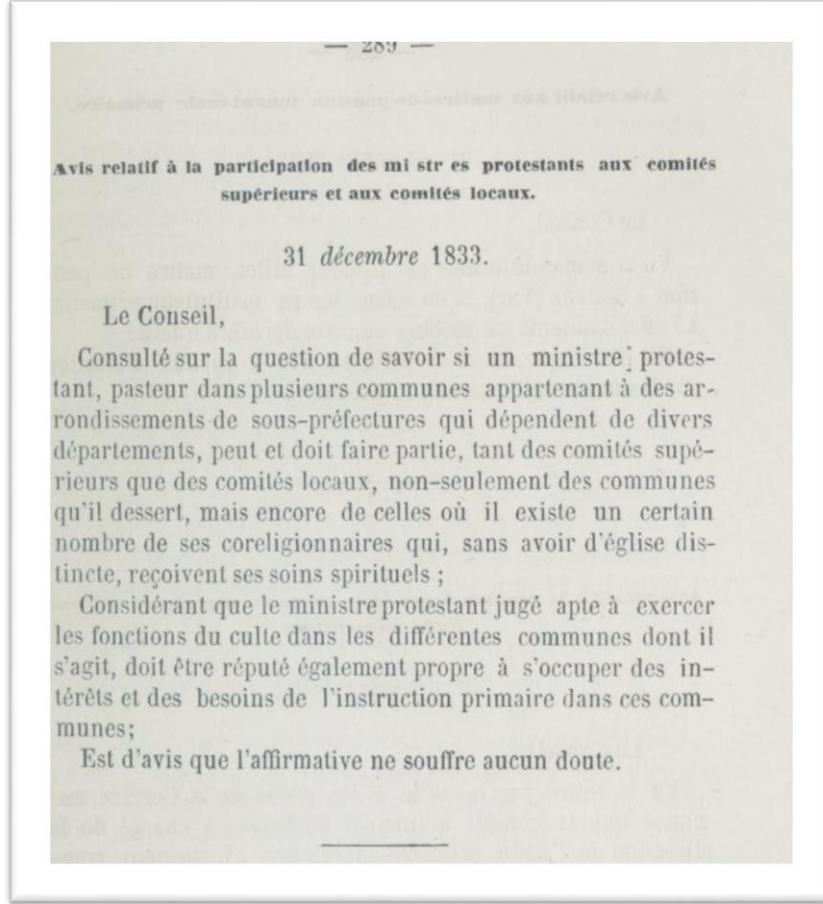 — 289 —
Avis relatif à la participation des mi str es protestants aux comités
supérieurs et aux comités locaux.
31 décembre 1833.
Le Conseil,
Consulté sur la question de savoir si un ministre protes-
tant, pasteur dans plusieurs communes appartenant à des ar-
rondissements de sous-préfectures qui dépendent de divers
départements, peut et doit faire partie, tant des comités supé-
rieurs que des comités locaux, non-seulement des communes
qu'il dessert, mais encore de celles où il existe un certain
nombre de ses coreligionnaires qui, sans avoir d'église dis-
tincte, reçoivent ses soins spirituels ;
Considérant que le ministre protestant jugé apte à exercer
les fonctions du culte dans les différentes communes dont il
s'agit, doit être réputé également propre à s'occuper des in-
térêts et des besoins de l'instruction primaire dans ces com-
munes;
Est d'avis que l'affirmative ne souffre aucun doute.